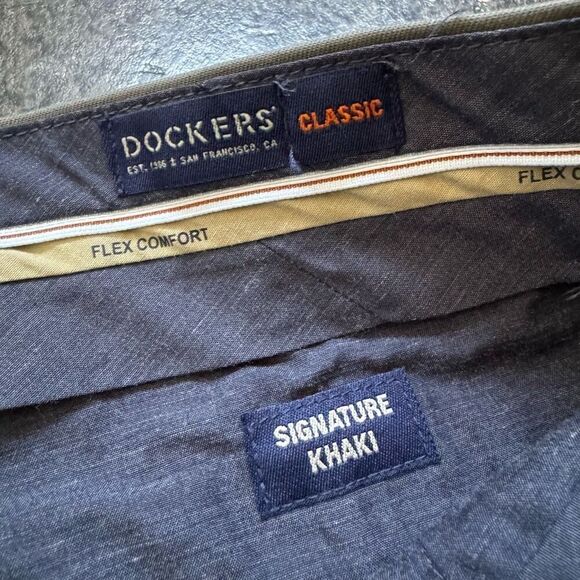 DOCKERS® CLASSIC
EST. 1986 ⚓ SAN FRANCISCO, CA
FLEX COMFORT
FLEX C
SIGNATURE
KHAKI